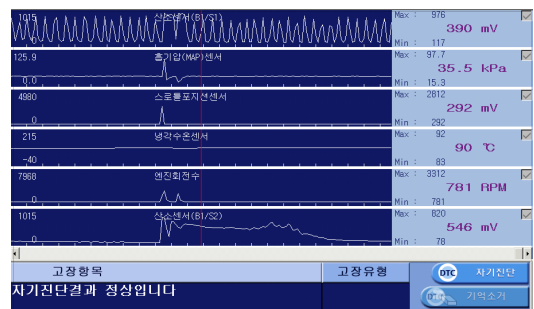 1015 산소센서(B1/S1) Max : 976
390 mV
0.0 Min : 117
125.9 흡기압(MAP)센서 Max : 97.7
35.5 kPa
0.0 Min : 15.3
4980 스로틀포지션센서 Max : 2812
292 mV
0 Min : 292
215 냉각수온센서 Max : 92
90 ℃
-40 Min : 83
7968 엔진회전수 Max : 3312
781 RPM
0 Min : 781
1015 산소센서(B1/S2) Max : 820
546 mV
0 Min : 78
고장항목 고장유형 DTC 자기진단
자기진단결과 정상입니다
기억소거